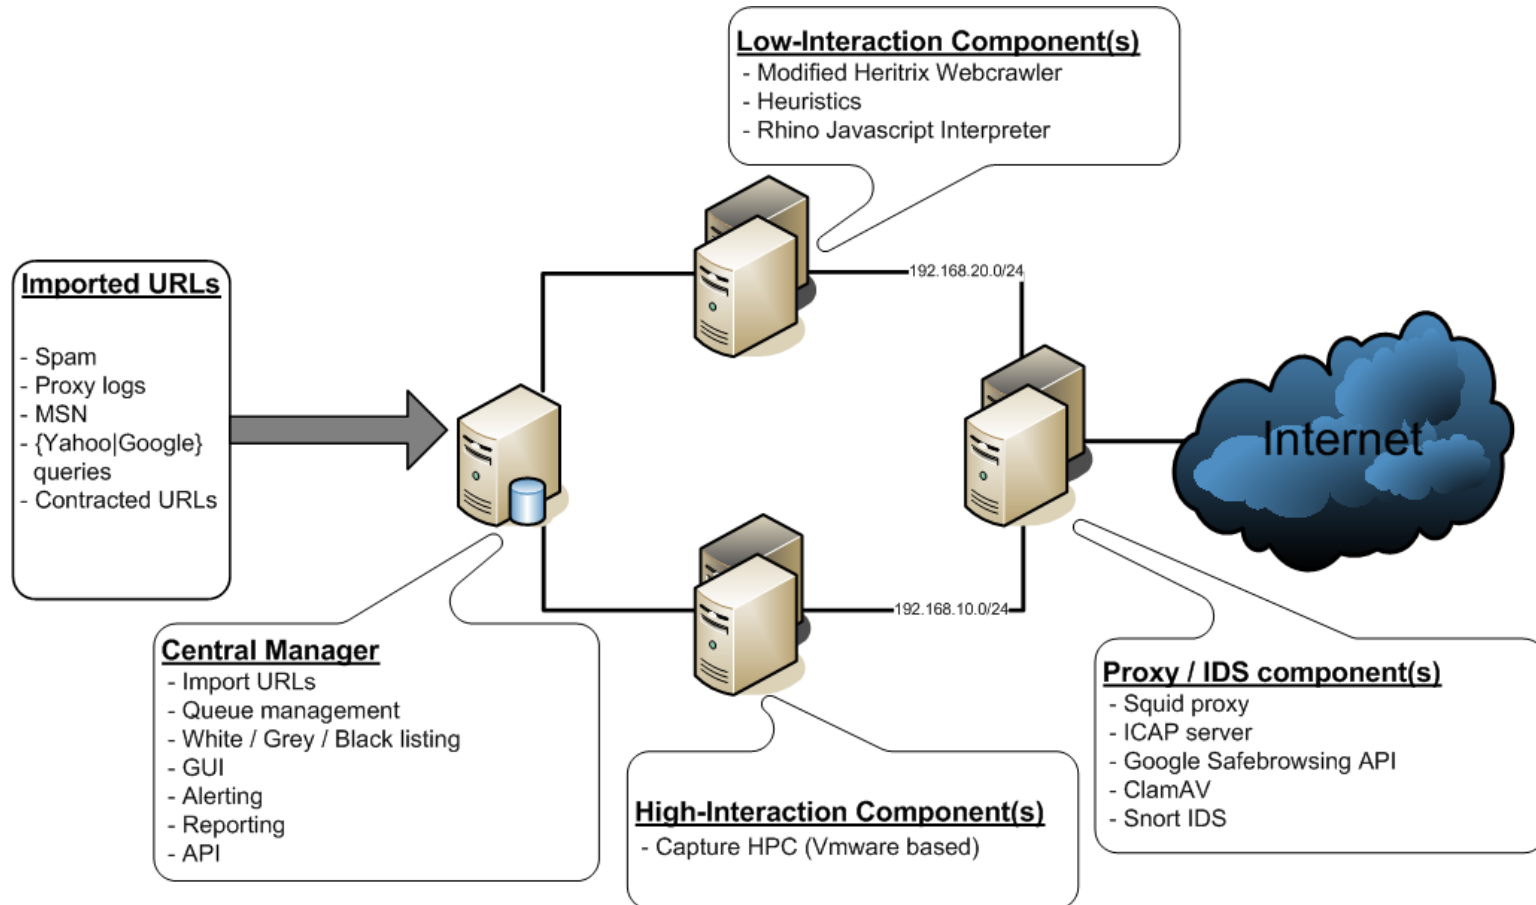 Low-Interaction Component(s)
- Modified Heritrix Webcrawler
- Heuristics
- Rhino Javascript Interpreter
192.168.20.0/24
Imported URLs
- Spam
- Proxy logs
- MSN
- {Yahoo|Google}
queries
- Contracted URLs
Internet
192.168.10.0/24
Central Manager
- Import URLs
- Queue management
- White / Grey / Black listing
- GUI
- Alerting
- Reporting
- API
High-Interaction Component(s)
- Capture HPC (Vmware based)
Proxy / IDS component(s)
- Squid proxy
- ICAP server
- Google Safebrowsing API
- ClamAV
- Snort IDS